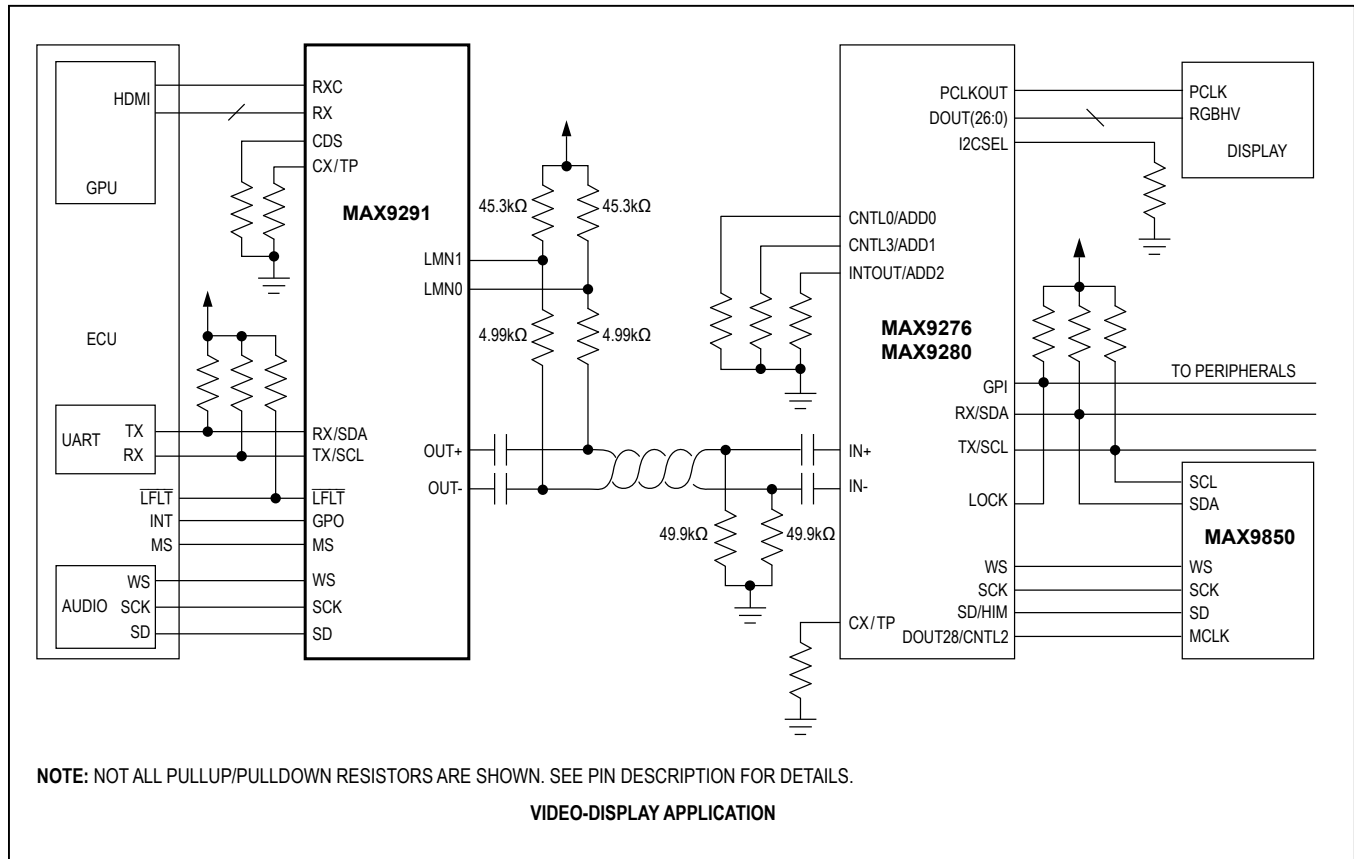 HDMI
GPU
ECU
UART
TX
RX
LFLT
INT
MS
AUDIO
WS
SCK
SD
RXC
RX
CDS
CX/TP
MAX9291
LMN1
LMN0
RX/SDA
TX/SCL
LFLT
GPO
MS
WS
SCK
SD
OUT+
OUT-
45.3kΩ
45.3kΩ
4.99kΩ
4.99kΩ
49.9kΩ
49.9kΩ
CNTL0/ADD0
CNTL3/ADD1
INTOUT/ADD2
IN+
IN-
CX/TP
MAX9276
MAX9280
PCLKOUT
DOUT(26:0)
I2CSEL
GPI
RX/SDA
TX/SCL
LOCK
WS
SCK
SD/HIM
DOUT28/CNTL2
PCLK
RGBHV
DISPLAY
TO PERIPHERALS
SCL
SDA
MAX9850
WS
SCK
SD
MCLK
NOTE: NOT ALL PULLUP/PULLDOWN RESISTORS ARE SHOWN. SEE PIN DESCRIPTION FOR DETAILS.
VIDEO-DISPLAY APPLICATION